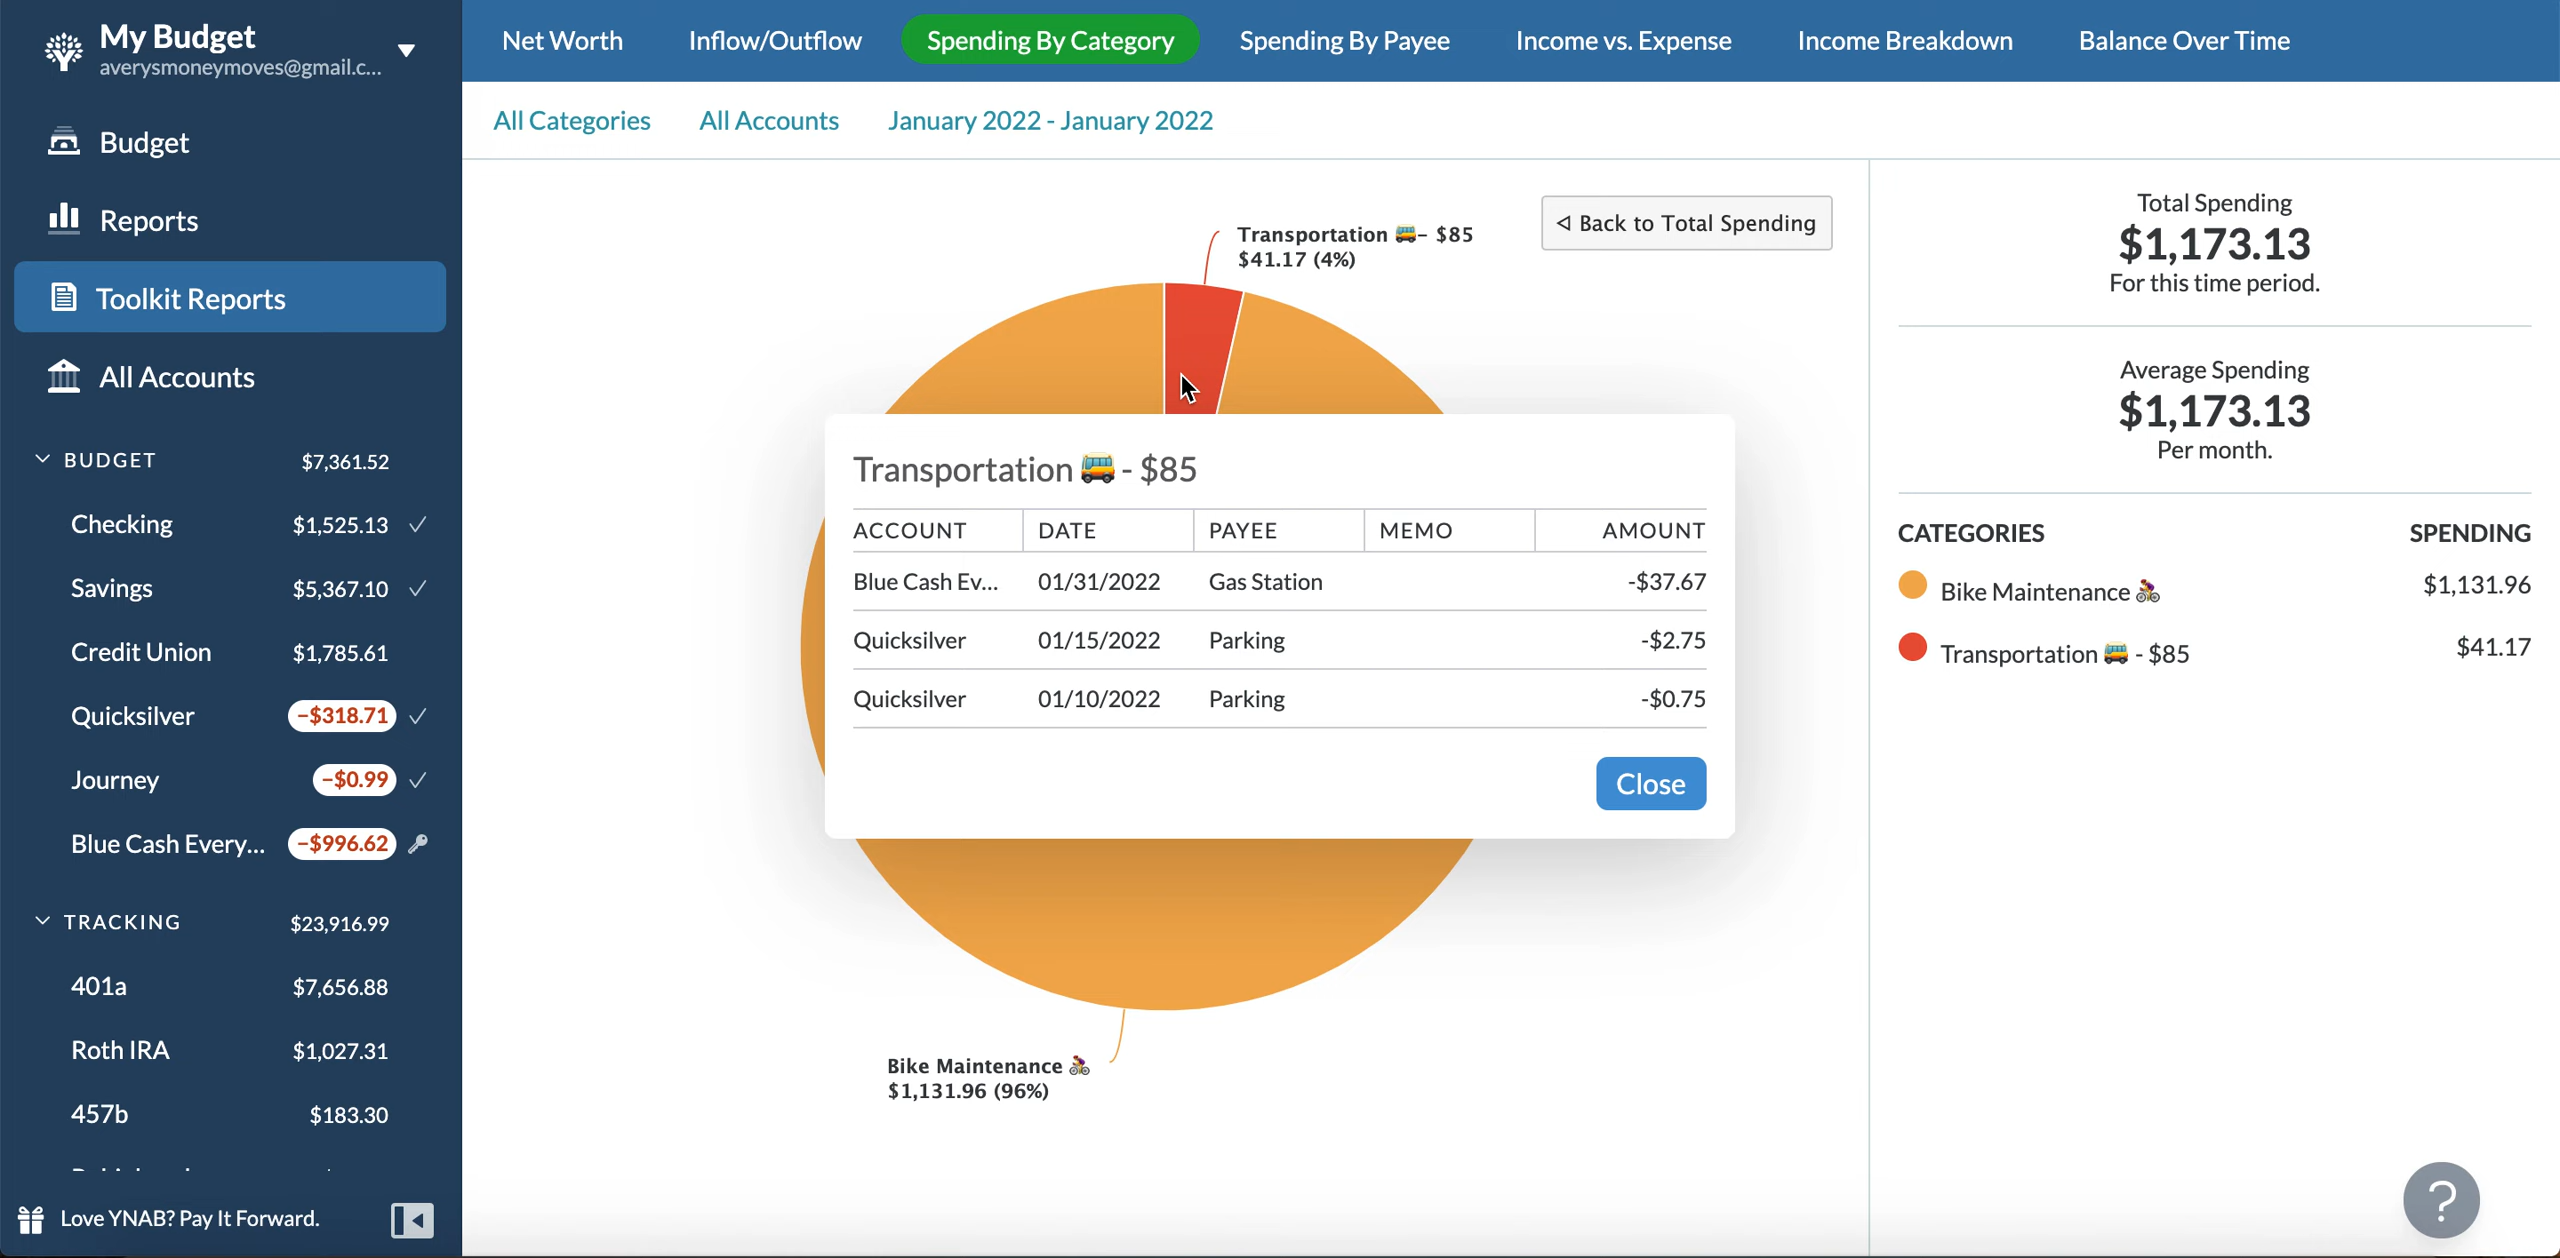 My Budget
averysmoneymoves@gmail.c...
Budget
Reports
Toolkit Reports
All Accounts
BUDGET $7,361.52
Checking $1,525.13
Savings $5,367.10
Credit Union $1,785.61
Quicksilver -$318.71
Journey -$0.99
Blue Cash Every... -$996.62
TRACKING $23,916.99
401a $7,656.88
Roth IRA $1,027.31
457b $183.30
Love YNAB? Pay It Forward.
Net Worth Inflow/Outflow Spending By Category Spending By Payee Income vs. Expense Income Breakdown Balance Over Time
All Categories All Accounts January 2022 - January 2022
Back to Total Spending
Transportation 🚌- $85
$41.17 (4%)
Transportation 🚌 - $85
ACCOUNT DATE PAYEE MEMO AMOUNT
Blue Cash Ev... 01/31/2022 Gas Station -$37.67
Quicksilver 01/15/2022 Parking -$2.75
Quicksilver 01/10/2022 Parking -$0.75
Close
Bike Maintenance 🚴
$1,131.96 (96%)
Total Spending
$1,173.13
For this time period.
Average Spending
$1,173.13
Per month.
CATEGORIES SPENDING
Bike Maintenance 🚴 $1,131.96
Transportation 🚌 - $85 $41.17
?